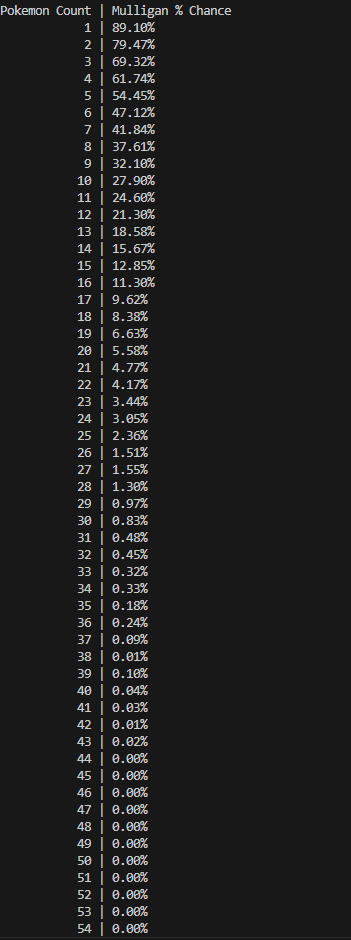 Pokemon Count | Mulligan % Chance
1 | 89.10%
2 | 79.47%
3 | 69.32%
4 | 61.74%
5 | 54.45%
6 | 47.12%
7 | 41.84%
8 | 37.61%
9 | 32.10%
10 | 27.90%
11 | 24.60%
12 | 21.30%
13 | 18.58%
14 | 15.67%
15 | 12.85%
16 | 11.30%
17 | 9.62%
18 | 8.38%
19 | 6.63%
20 | 5.58%
21 | 4.77%
22 | 4.17%
23 | 3.44%
24 | 3.05%
25 | 2.36%
26 | 1.51%
27 | 1.55%
28 | 1.30%
29 | 0.97%
30 | 0.83%
31 | 0.48%
32 | 0.45%
33 | 0.32%
34 | 0.33%
35 | 0.18%
36 | 0.24%
37 | 0.09%
38 | 0.01%
39 | 0.10%
40 | 0.04%
41 | 0.03%
42 | 0.01%
43 | 0.02%
44 | 0.00%
45 | 0.00%
46 | 0.00%
47 | 0.00%
48 | 0.00%
49 | 0.00%
50 | 0.00%
51 | 0.00%
52 | 0.00%
53 | 0.00%
54 | 0.00%